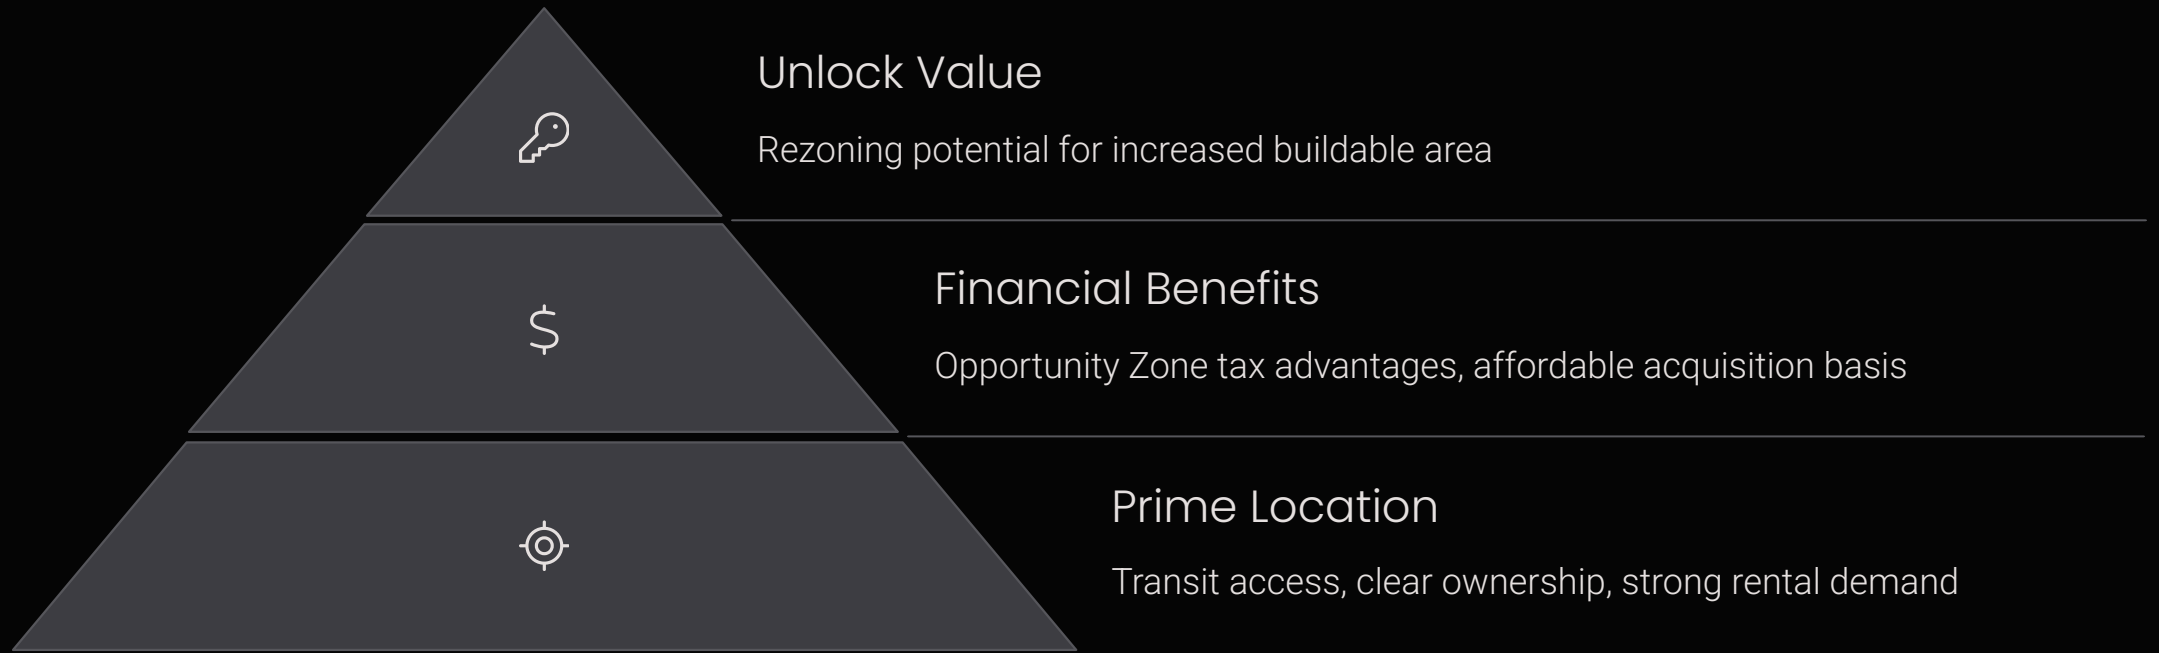 Unlock Value
Rezoning potential for increased buildable area
Financial Benefits
Opportunity Zone tax advantages, affordable acquisition basis
Prime Location
Transit access, clear ownership, strong rental demand